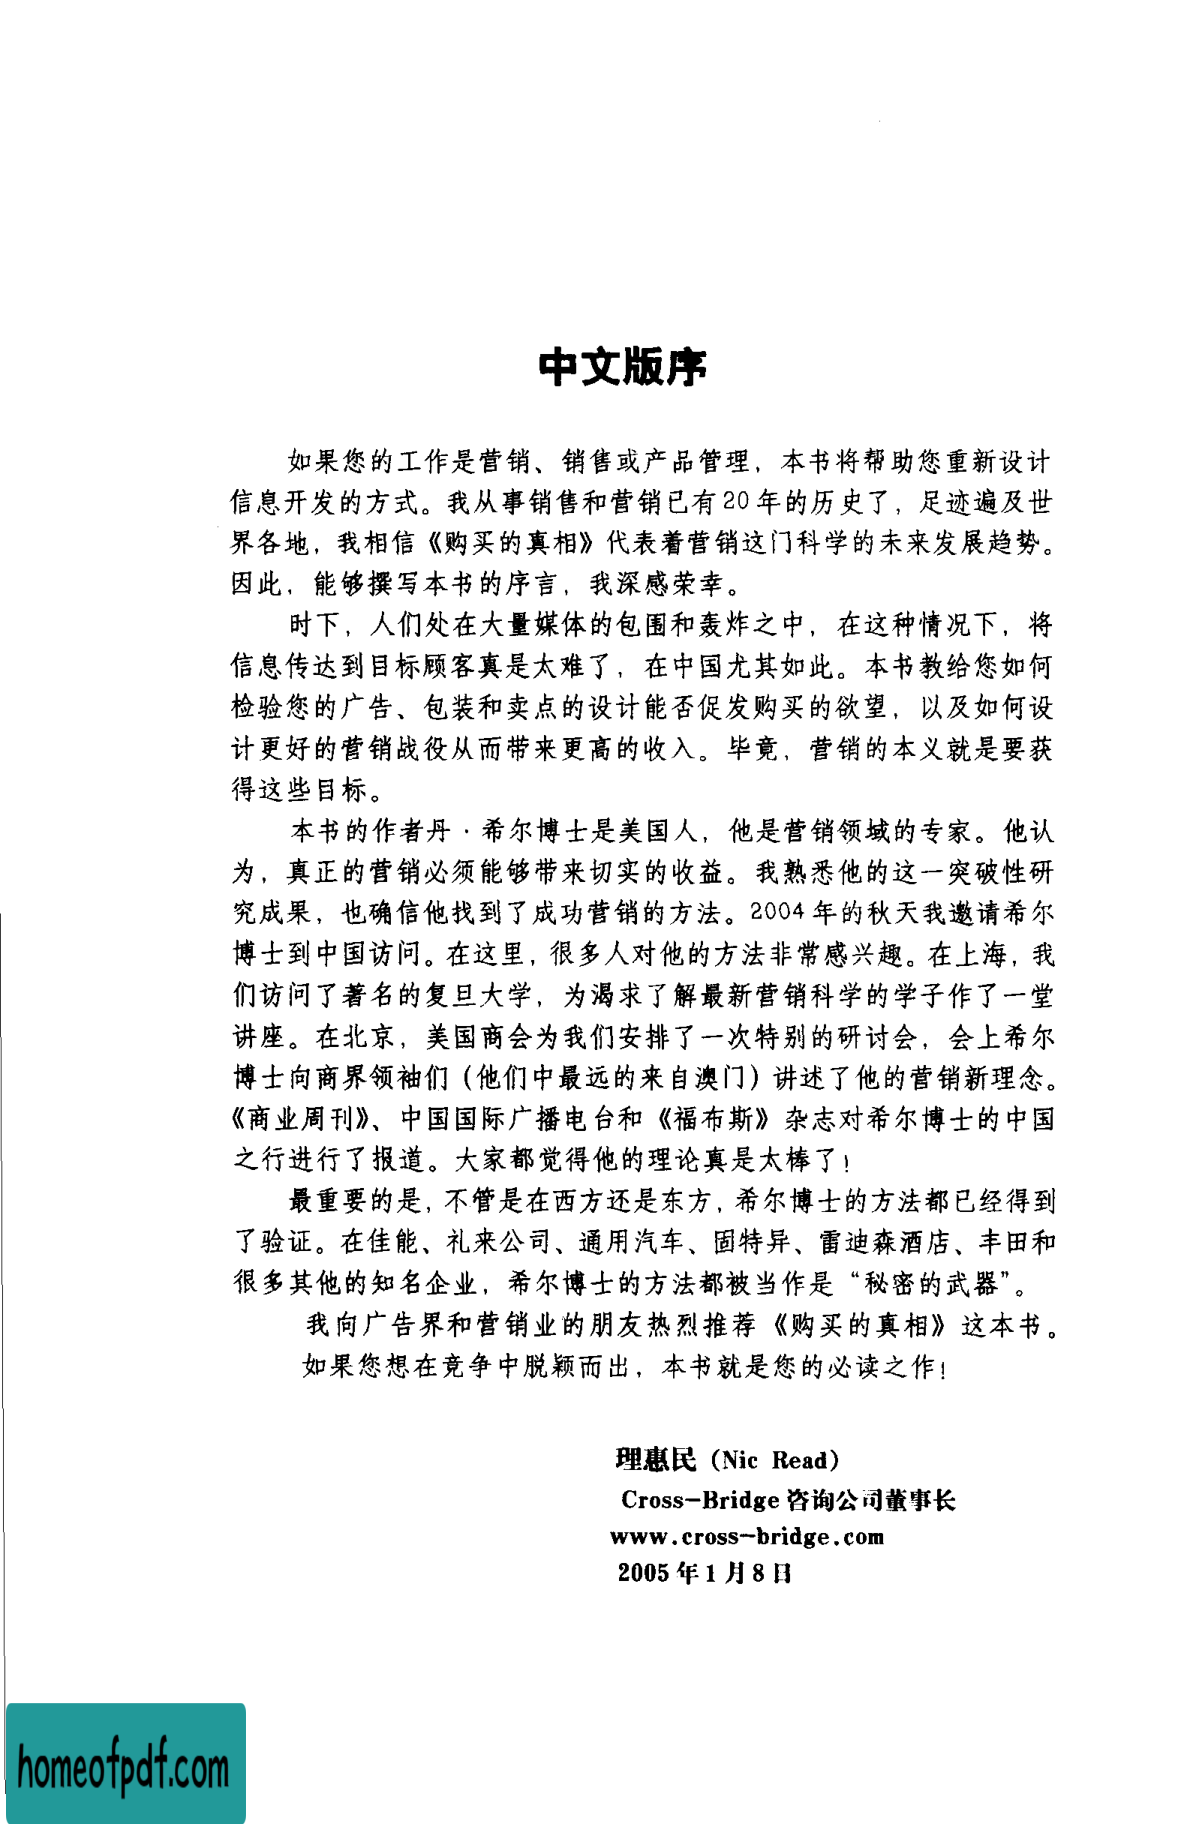 中文版序
如果您的工作是营销、销售或产品管理，本书将帮助您重新设计
信息开发的方式。我从事销售和营销已有20年的历史了，足迹遍及世
界各地，我相信《购买的真相》代表着营销这门科学的未来发展趋势。
因此，能够撰写本书的序言，我深感荣幸。
时下，人们处在大量媒体的包围和轰炸之中，在这种情况下，将
信息传达到目标顾客真是太难了，在中国尤其如此。本书教给您如何
检验您的广告、包装和卖点的设计能否促发购买的欲望，以及如何设
计更好的营销战役从而带来更高的收入。毕竟，营销的本义就是要获
得这些目标。
本书的作者丹·希尔博士是美国人，他是营销领域的专家。他认
为，真正的营销必须能够带来切实的收益。我熟悉他的这一突破性研
究成果，也确信他找到了成功营销的方法。2004年的秋天我邀请希尔
博士到中国访问。在这里，很多人对他的方法非常感兴趣。在上海，我
们访问了著名的复旦大学，为渴求了解最新营销科学的学子作了一堂
讲座。在北京，美国商会为我们安排了一次特别的研讨会，会上希尔
博士向商界领袖们（他们中最远的来自澳门）讲述了他的营销新理念。
《商业周刊》、中国国际广播电台和《福布斯》杂志对希尔博士的中国
之行进行了报道。大家都觉得他的理论真是太棒了！
最重要的是，不管是在西方还是东方，希尔博士的方法都已经得到
了验证。在佳能、礼来公司、通用汽车、固特异、雷迪森酒店、丰田和
很多其他的知名企业，希尔博士的方法都被当作是“秘密的武器”。
我向广告界和营销业的朋友热烈推荐《购买的真相》这本书。
如果您想在竞争中脱颖而出，本书就是您的必读之作！
理惠民（Nic Read）
Cross-Bridge咨询公司董事长
www.cross-bridge.com
2005年1月8日
homeofpdf.com